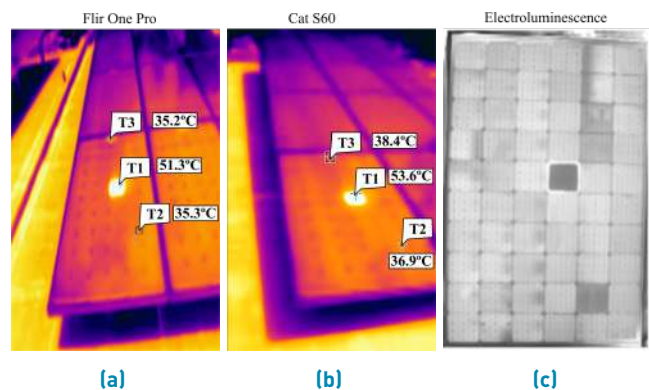 Flir One Pro
Cat S60
Electroluminescence
T3 35.2ºC
T1 51.3ºC
T2 35.3ºC
T3 38.4ºC
T1 53.6ºC
T2
36.9ºC
(a)
(b)
(c)